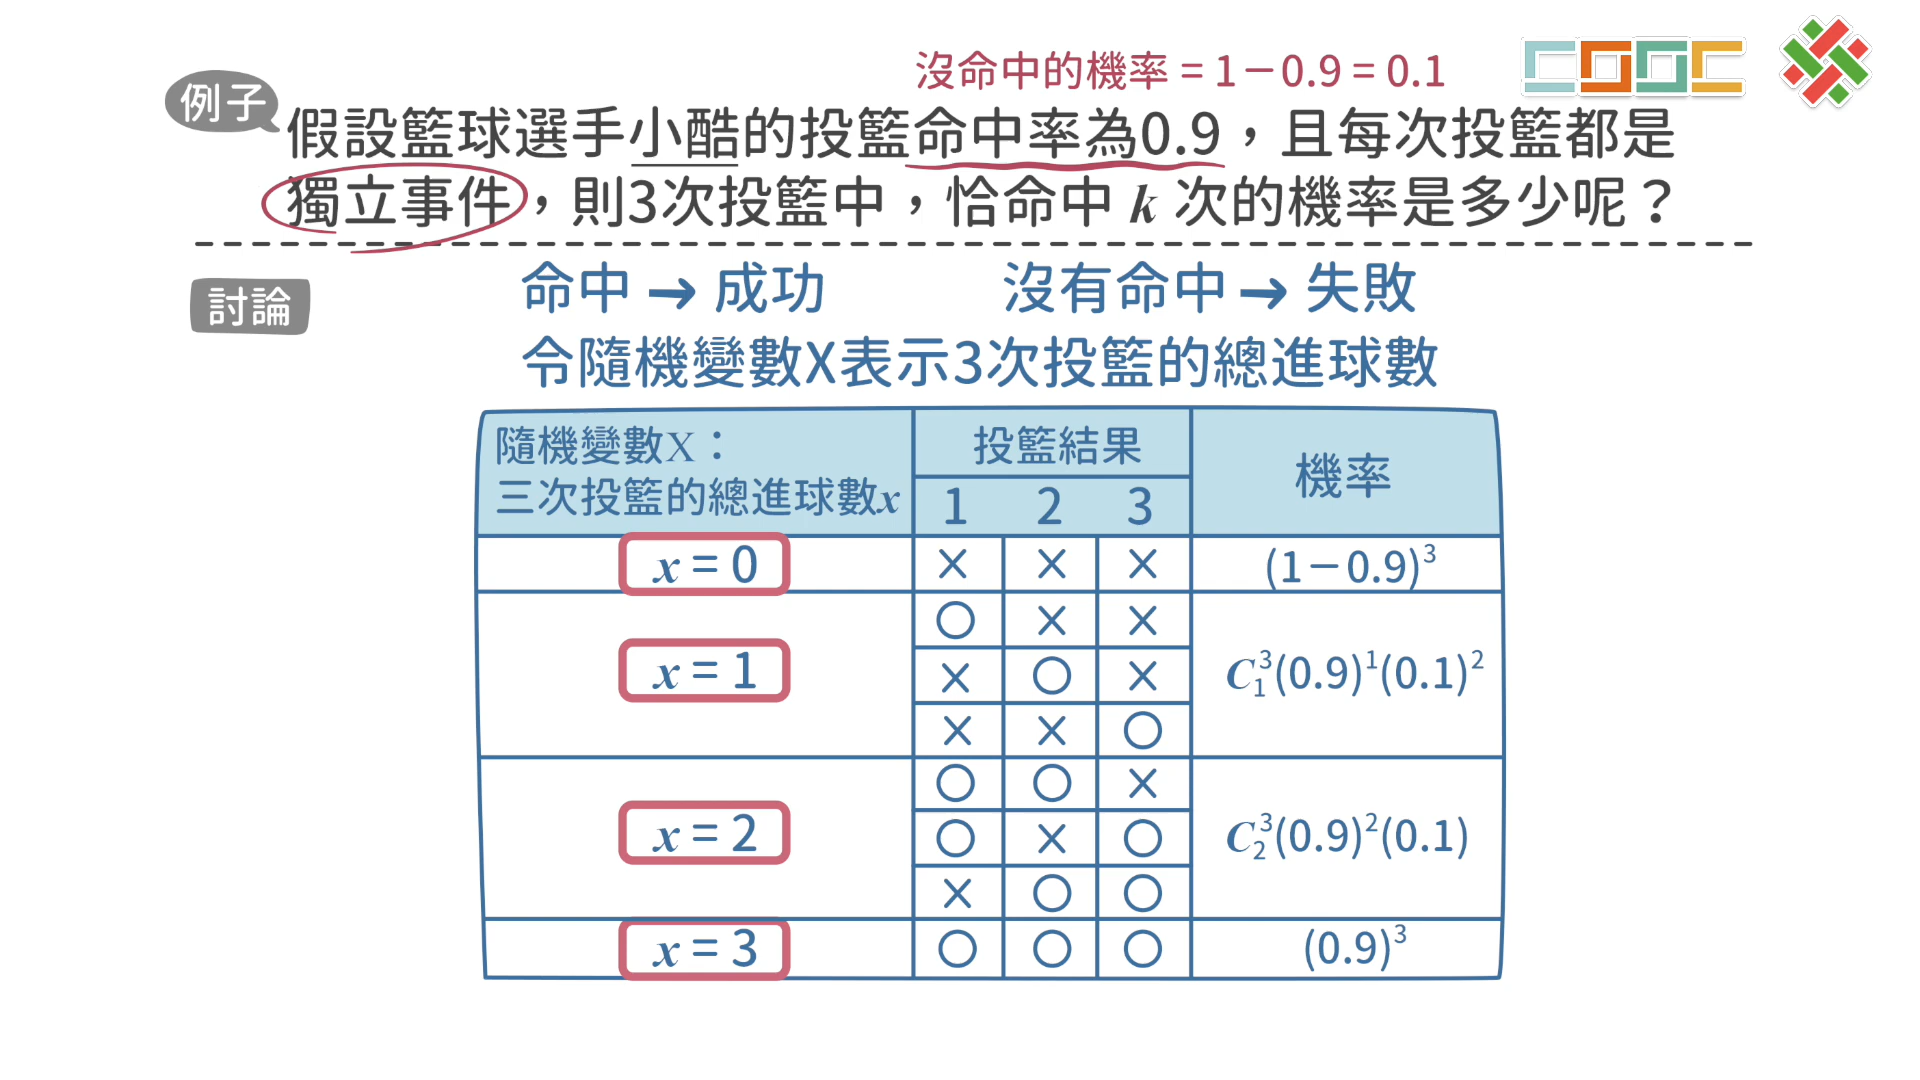 沒命中的機率 = 1－0.9 = 0.1
COOC
例子
假設籃球選手小酷的投籃命中率為0.9，且每次投籃都是
獨立事件，則3次投籃中，恰命中 k 次的機率是多少呢？
討論
命中 → 成功 沒有命中 → 失敗
令隨機變數X表示3次投籃的總進球數
隨機變數X：
三次投籃的總進球數x
投籃結果
1 2 3
機率
x = 0 × × × (1－0.9)³
○ × ×
x = 1 × ○ × C₁³(0.9)¹(0.1)²
× × ○
○ ○ ×
x = 2 ○ × ○ C₂³(0.9)²(0.1)
× ○ ○
x = 3 ○ ○ ○ (0.9)³